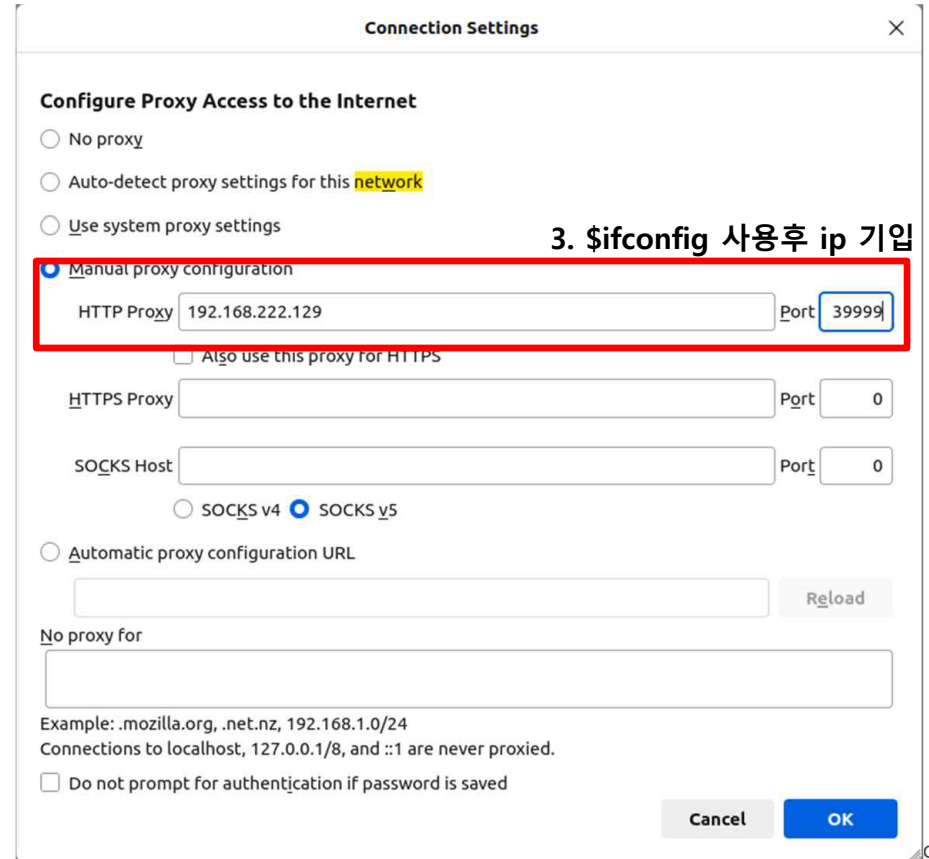 Connection Settings
Configure Proxy Access to the Internet
No proxy
Auto-detect proxy settings for this network
Use system proxy settings
3. $ifconfig 사용후 ip 기입
Manual proxy configuration
HTTP Proxy 192.168.222.129 Port 39999
Also use this proxy for HTTPS
HTTPS Proxy Port 0
SOCKS Host Port 0
SOCKS v4 SOCKS v5
Automatic proxy configuration URL
Reload
No proxy for
Example: .mozilla.org, .net.nz, 192.168.1.0/24
Connections to localhost, 127.0.0.1/8, and ::1 are never proxied.
Do not prompt for authentication if password is saved
Cancel OK